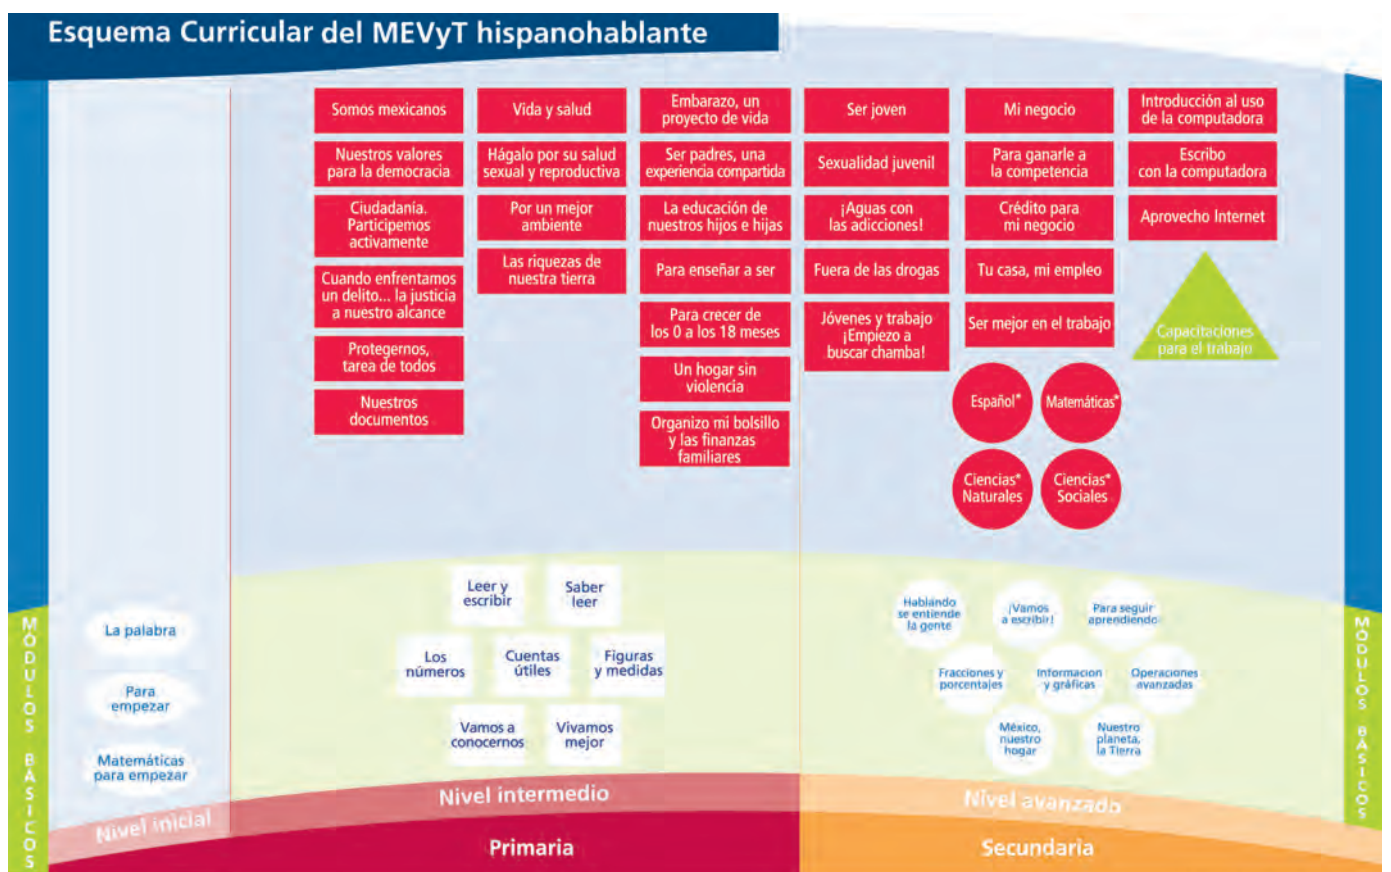 Esquema Curricular del MEVyT hispanohablante
Somos mexicanos
Nuestros valores
para la democracia
Ciudadanía.
Participemos
activamente
Cuando enfrentamos
un delito... la justicia
a nuestro alcance
Protegernos,
tarea de todos
Nuestros
documentos
Vida y salud
Hágalo por su salud
sexual y reproductiva
Por un mejor
ambiente
Las riquezas de
nuestra tierra
Embarazo, un
proyecto de vida
Ser padres, una
experiencia compartida
La educación de
nuestros hijos e hijas
Para enseñar a ser
Para crecer de
los 0 a los 18 meses
Un hogar sin
violencia
Organizo mi bolsillo
y las finanzas
familiares
Ser joven
Sexualidad juvenil
¡Aguas con
las adicciones!
Fuera de las drogas
Jóvenes y trabajo
¡Empiezo a
buscar chamba!
Mi negocio
Para ganarle a
la competencia
Crédito para
mi negocio
Tu casa, mi empleo
Ser mejor en el trabajo
Introducción al uso
de la computadora
Escribo
con la computadora
Aprovecho Internet
Capacitaciones
para el trabajo
Español*
Matemáticas*
Ciencias*
Naturales
Ciencias*
Sociales
MÓDULOS BÁSICOS
La palabra
Para
empezar
Matemáticas
para empezar
Leer y
escribir
Saber
leer
Los
números
Cuentas
útiles
Figuras
y medidas
Vamos a
conocernos
Vivamos
mejor
Hablando
se entiende
la gente
¡Vamos
a escribir!
Para seguir
aprendiendo
Fracciones y
porcentajes
Informacion
y gráficas
Operaciones
avanzadas
México,
nuestro
hogar
Nuestro
planeta,
la Tierra
MÓDULOS BÁSICOS
Nivel inicial
Nivel intermedio
Nivel avanzado
Primaria
Secundaria